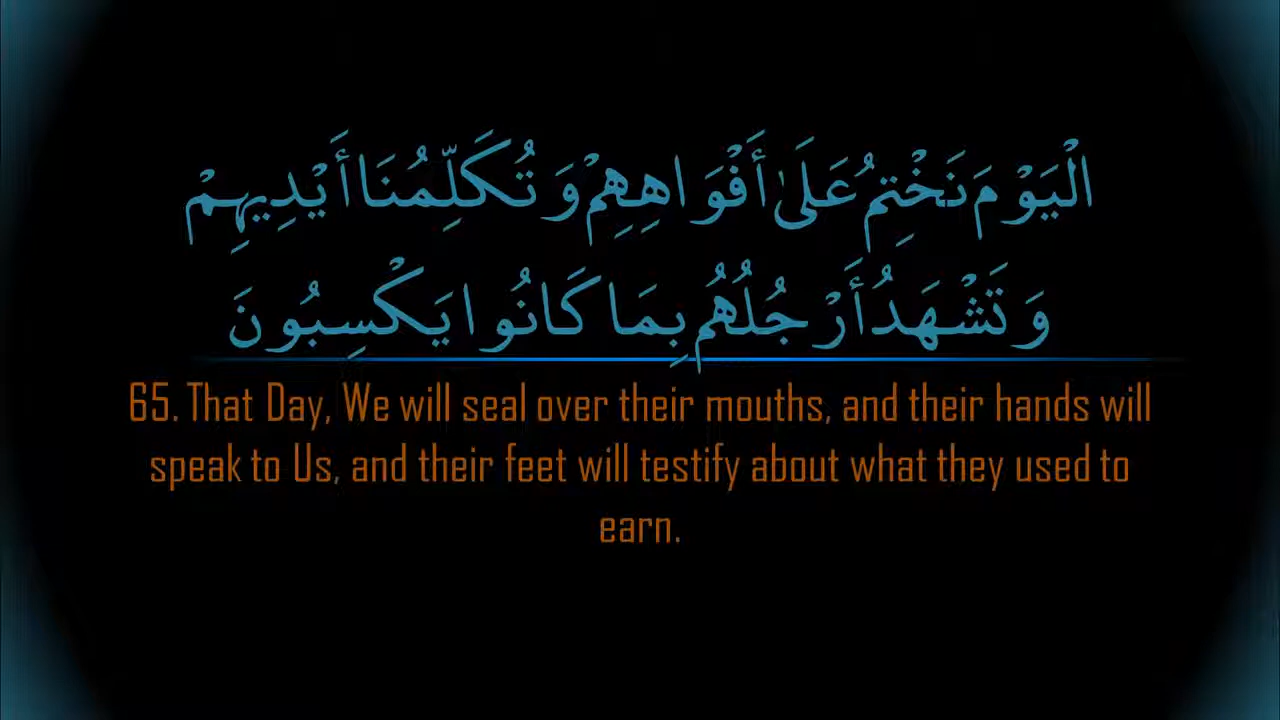 الْيَوْمَ نَخْتِمُ عَلَىٰ أَفْوَاهِهِمْ وَتُكَلِّمُنَا أَيْدِيهِمْ
وَتَشْهَدُ أَرْجُلُهُم بِمَا كَانُوا يَكْسِبُونَ
65. That Day, We will seal over their mouths, and their hands will
speak to Us, and their feet will testify about what they used to
earn.